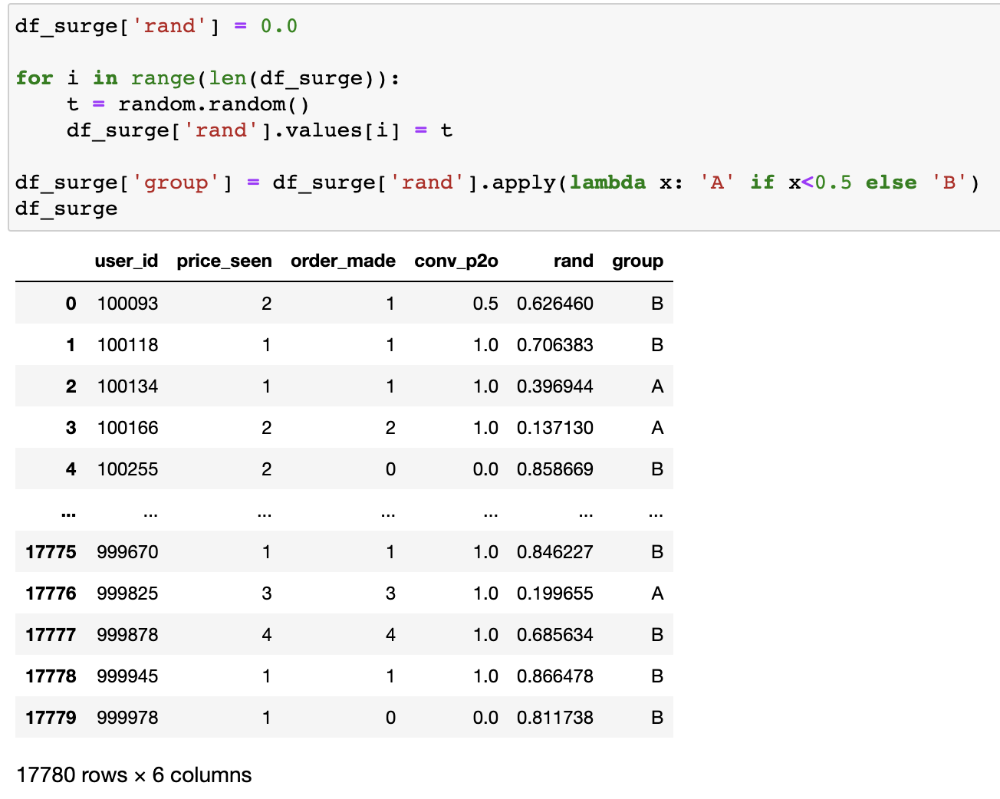 df_surge['rand'] = 0.0
for i in range(len(df_surge)):
    t = random.random()
    df_surge['rand'].values[i] = t
df_surge['group'] = df_surge['rand'].apply(lambda x: 'A' if x<0.5 else 'B')
df_surge
user_id price_seen order_made conv_p2o rand group
0 100093 2 1 0.5 0.626460 B
1 100118 1 1 1.0 0.706383 B
2 100134 1 1 1.0 0.396944 A
3 100166 2 2 1.0 0.137130 A
4 100255 2 0 0.0 0.858669 B
... ... ... ... ... ... ...
17775 999670 1 1 1.0 0.846227 B
17776 999825 3 3 1.0 0.199655 A
17777 999878 4 4 1.0 0.685634 B
17778 999945 1 1 1.0 0.866478 B
17779 999978 1 0 0.0 0.811738 B
17780 rows × 6 columns